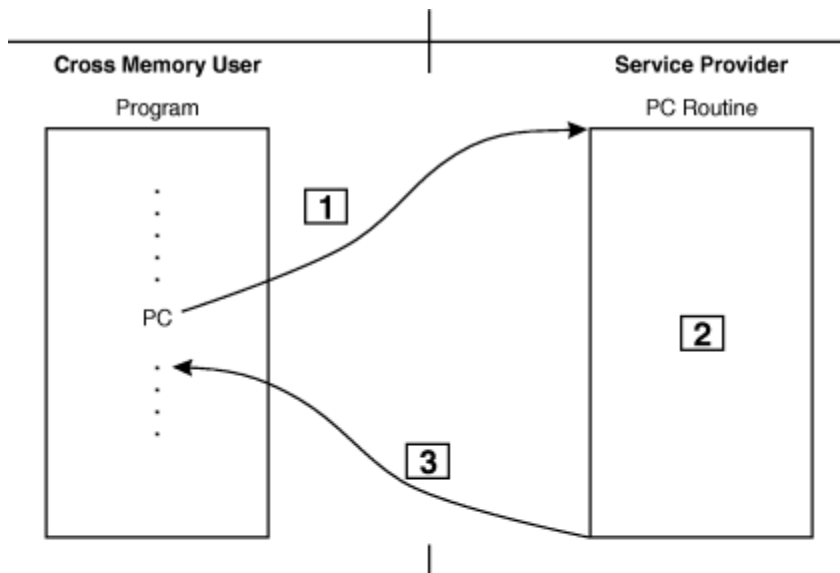 Cross Memory User
Service Provider
Program
PC Routine
1
PC
2
3